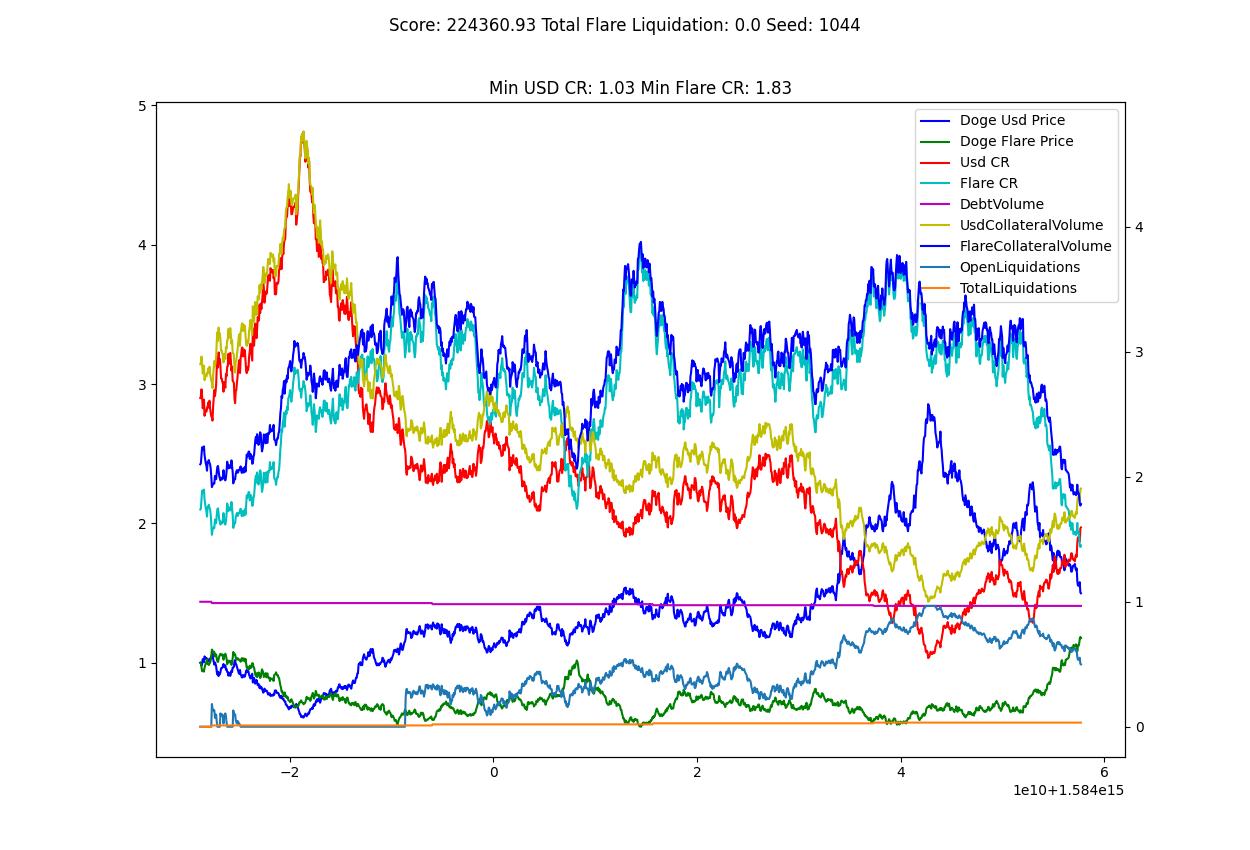 Score: 224360.93 Total Flare Liquidation: 0.0 Seed: 1044
Min USD CR: 1.03 Min Flare CR: 1.83
5
4
3
2
1
4
3
2
1
0
Doge Usd Price
Doge Flare Price
Usd CR
Flare CR
DebtVolume
UsdCollateralVolume
FlareCollateralVolume
OpenLiquidations
TotalLiquidations
−2 0 2 4 6
1e10+1.584e15